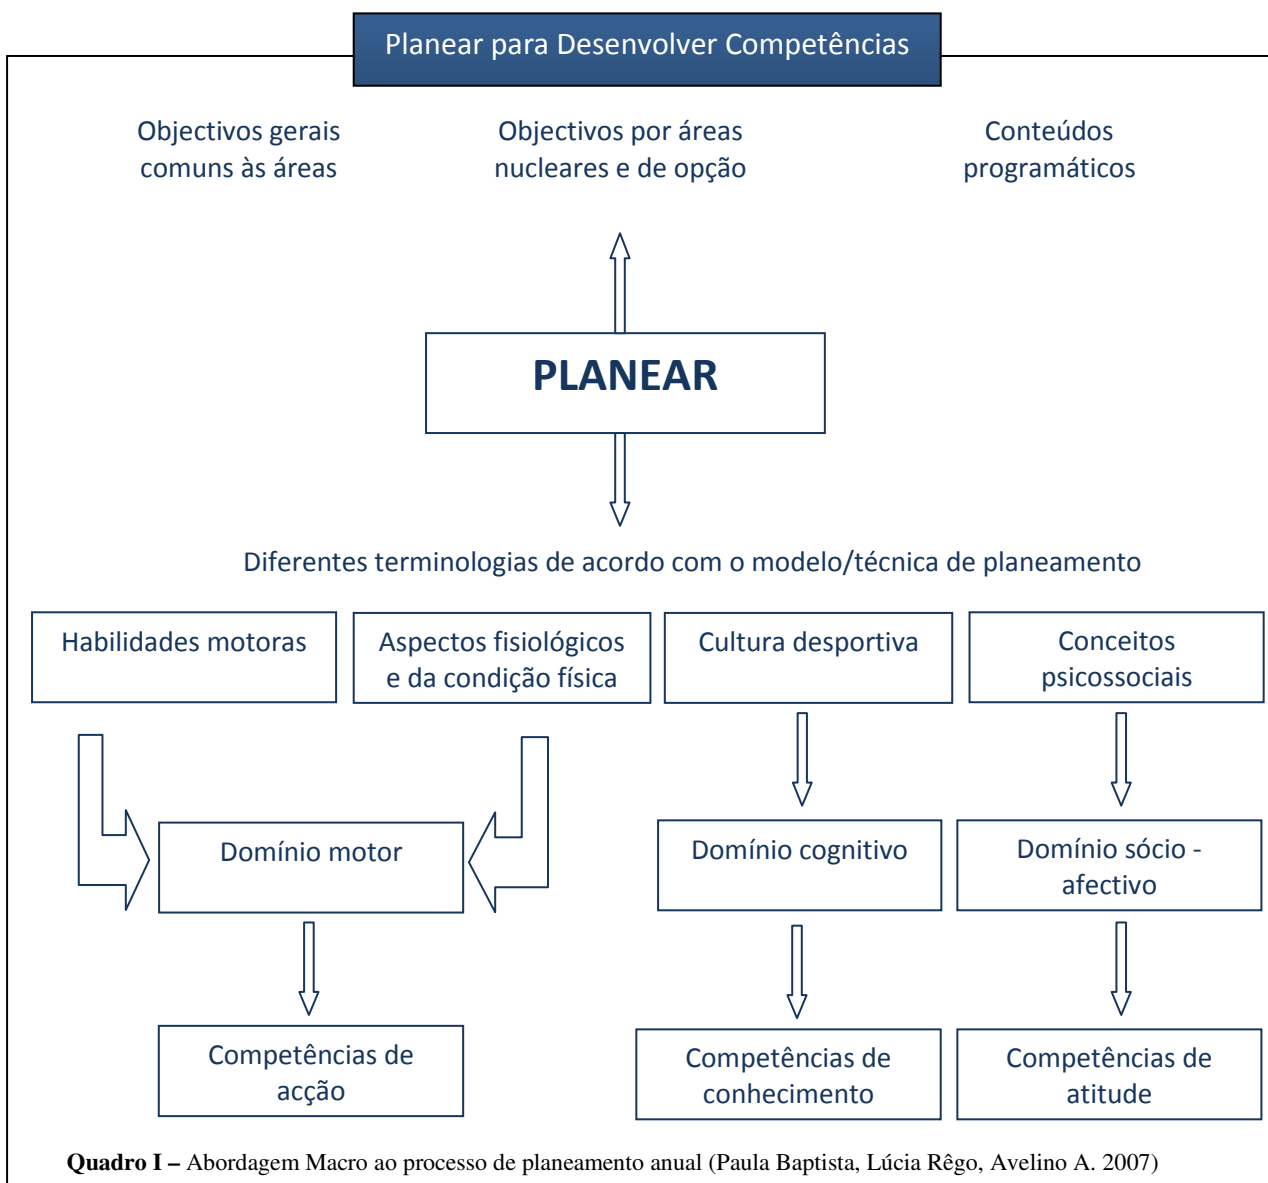 Planear para Desenvolver Competências
Objectivos gerais
comuns às áreas
Objectivos por áreas
nucleares e de opção
Conteúdos
programáticos
PLANEAR
Diferentes terminologias de acordo com o modelo/técnica de planeamento
Habilidades motoras
Aspectos fisiológicos
e da condição física
Cultura desportiva
Conceitos
psicossociais
Domínio motor
Domínio cognitivo
Domínio sócio -
afectivo
Competências de
acção
Competências de
conhecimento
Competências de
atitude
Quadro I – Abordagem Macro ao processo de planeamento anual (Paula Baptista, Lúcia Rêgo, Avelino A. 2007)